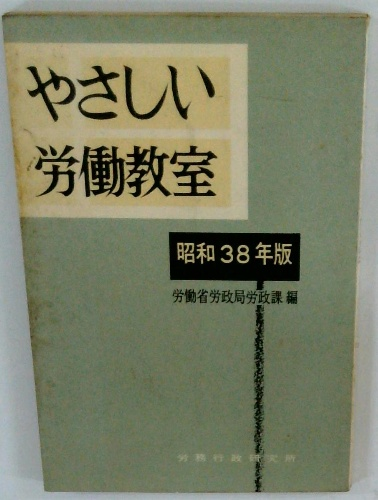 やさしい
労働教室
昭和38年版
労働省労政局労政課 編
労務行政研究所